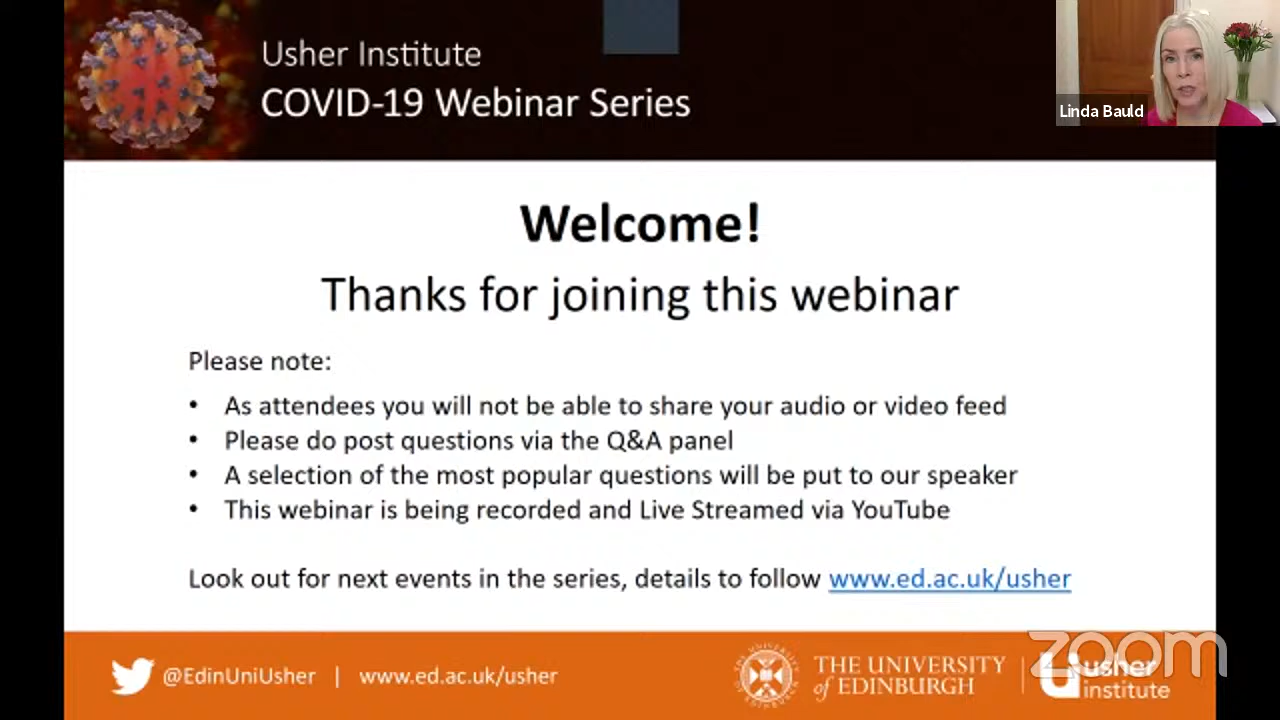 Usher Institute
COVID-19 Webinar Series
Linda Bauld
Welcome!
Thanks for joining this webinar
Please note:
• As attendees you will not be able to share your audio or video feed
• Please do post questions via the Q&A panel
• A selection of the most popular questions will be put to our speaker
• This webinar is being recorded and Live Streamed via YouTube
Look out for next events in the series, details to follow www.ed.ac.uk/usher
@EdinUniUsher | www.ed.ac.uk/usher
THE UNIVERSITY
of EDINBURGH
usher
institute
zoom